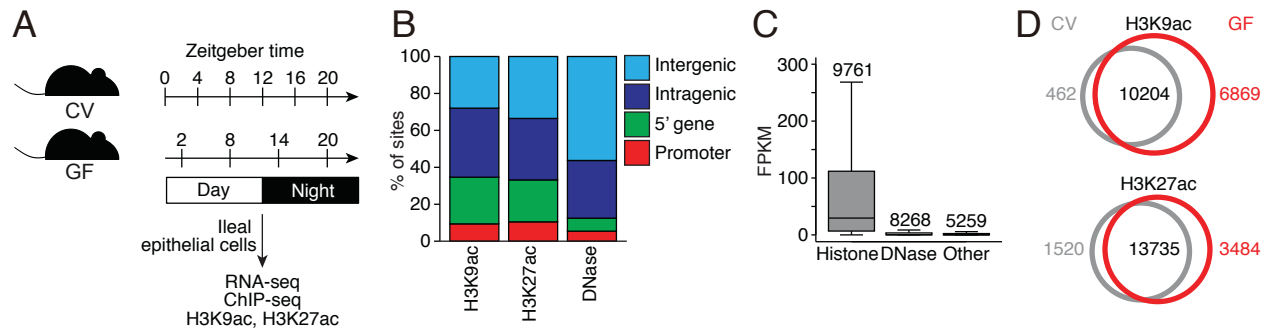 A
Zeitgeber time
0 4 8 12 16 20
CV
GF
2 8 14 20
Day Night
Ileal
epithelial cells
RNA-seq
ChIP-seq
H3K9ac, H3K27ac
B
% of sites
100
80
60
40
20
0
H3K9ac
H3K27ac
DNase
Intergenic
Intragenic
5' gene
Promoter
C
FPKM
300
200
100
0
9761
8268
5259
Histone DNase Other
D
CV H3K9ac GF
462 10204 6869
H3K27ac
1520 13735 3484